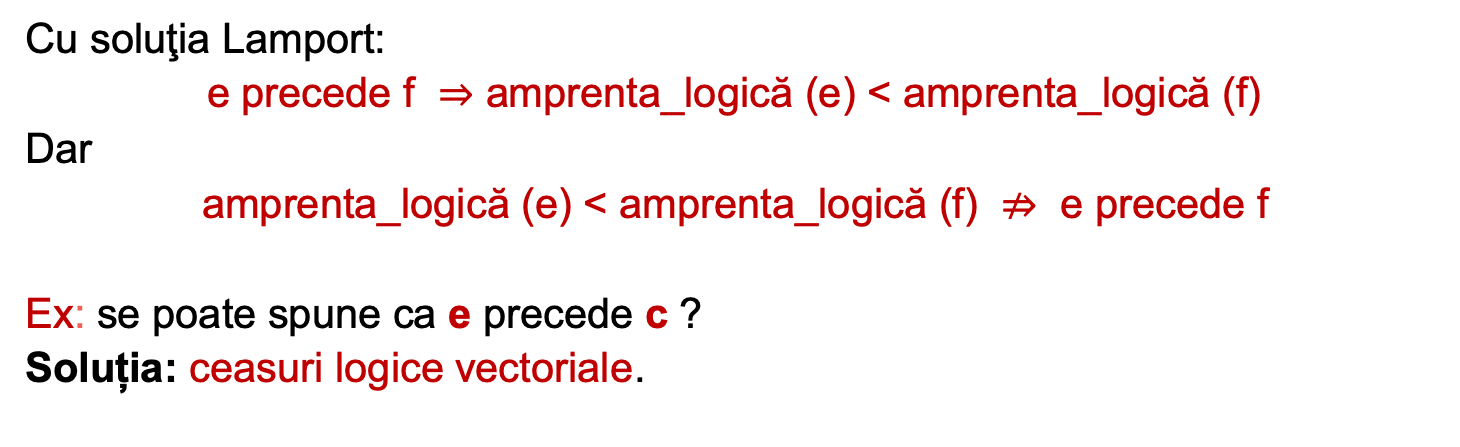 Cu soluţia Lamport:
e precede f ⇒ amprenta_logică (e) < amprenta_logică (f)
Dar
amprenta_logică (e) < amprenta_logică (f) ⇏ e precede f
Ex: se poate spune ca e precede c ?
Soluția: ceasuri logice vectoriale.